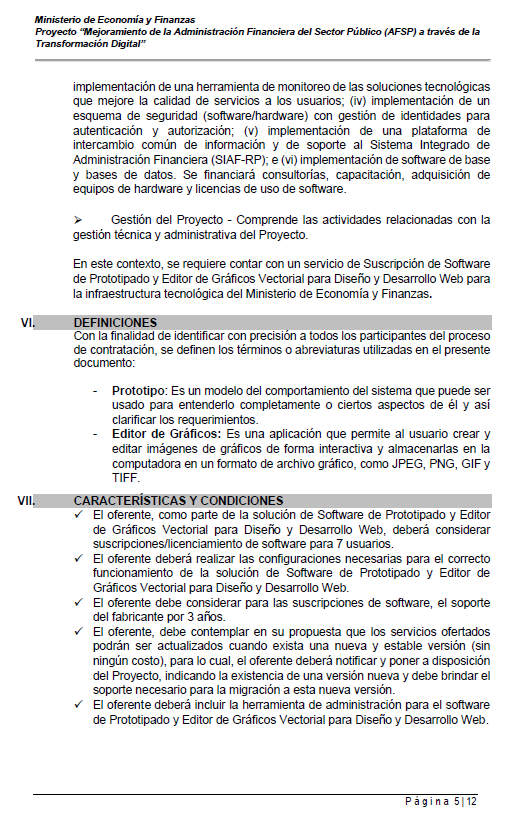 Ministerio de Economía y Finanzas
Proyecto “Mejoramiento de la Administración Financiera del Sector Público (AFSP) a través de la
Transformación Digital”
implementación de una herramienta de monitoreo de las soluciones tecnológicas
que mejore la calidad de servicios a los usuarios; (iv) implementación de un
esquema de seguridad (software/hardware) con gestión de identidades para
autenticación y autorización; (v) implementación de una plataforma de
intercambio común de información y de soporte al Sistema Integrado de
Administración Financiera (SIAF-RP); e (vi) implementación de software de base
y bases de datos. Se financiará consultorías, capacitación, adquisición de
equipos de hardware y licencias de uso de software.
➢ Gestión del Proyecto - Comprende las actividades relacionadas con la
gestión técnica y administrativa del Proyecto.
En este contexto, se requiere contar con un servicio de Suscripción de Software
de Prototipado y Editor de Gráficos Vectorial para Diseño y Desarrollo Web para
la infraestructura tecnológica del Ministerio de Economía y Finanzas.
VI. DEFINICIONES
Con la finalidad de identificar con precisión a todos los participantes del proceso
de contratación, se definen los términos o abreviaturas utilizadas en el presente
documento:
- Prototipo: Es un modelo del comportamiento del sistema que puede ser
usado para entenderlo completamente o ciertos aspectos de él y así
clarificar los requerimientos.
- Editor de Gráficos: Es una aplicación que permite al usuario crear y
editar imágenes de gráficos de forma interactiva y almacenarlas en la
computadora en un formato de archivo gráfico, como JPEG, PNG, GIF y
TIFF.
VII. CARACTERÍSTICAS Y CONDICIONES
✓ El oferente, como parte de la solución de Software de Prototipado y Editor
de Gráficos Vectorial para Diseño y Desarrollo Web, deberá considerar
suscripciones/licenciamiento de software para 7 usuarios.
✓ El oferente deberá realizar las configuraciones necesarias para el correcto
funcionamiento de la solución de Software de Prototipado y Editor de
Gráficos Vectorial para Diseño y Desarrollo Web.
✓ El oferente debe considerar para las suscripciones de software, el soporte
del fabricante por 3 años.
✓ El oferente, debe contemplar en su propuesta que los servicios ofertados
podrán ser actualizados cuando exista una nueva y estable versión (sin
ningún costo), para lo cual, el oferente deberá notificar y poner a disposición
del Proyecto, indicando la existencia de una versión nueva y debe brindar el
soporte necesario para la migración a esta nueva versión.
✓ El oferente deberá incluir la herramienta de administración para el software
de Prototipado y Editor de Gráficos Vectorial para Diseño y Desarrollo Web.
Página 5|12